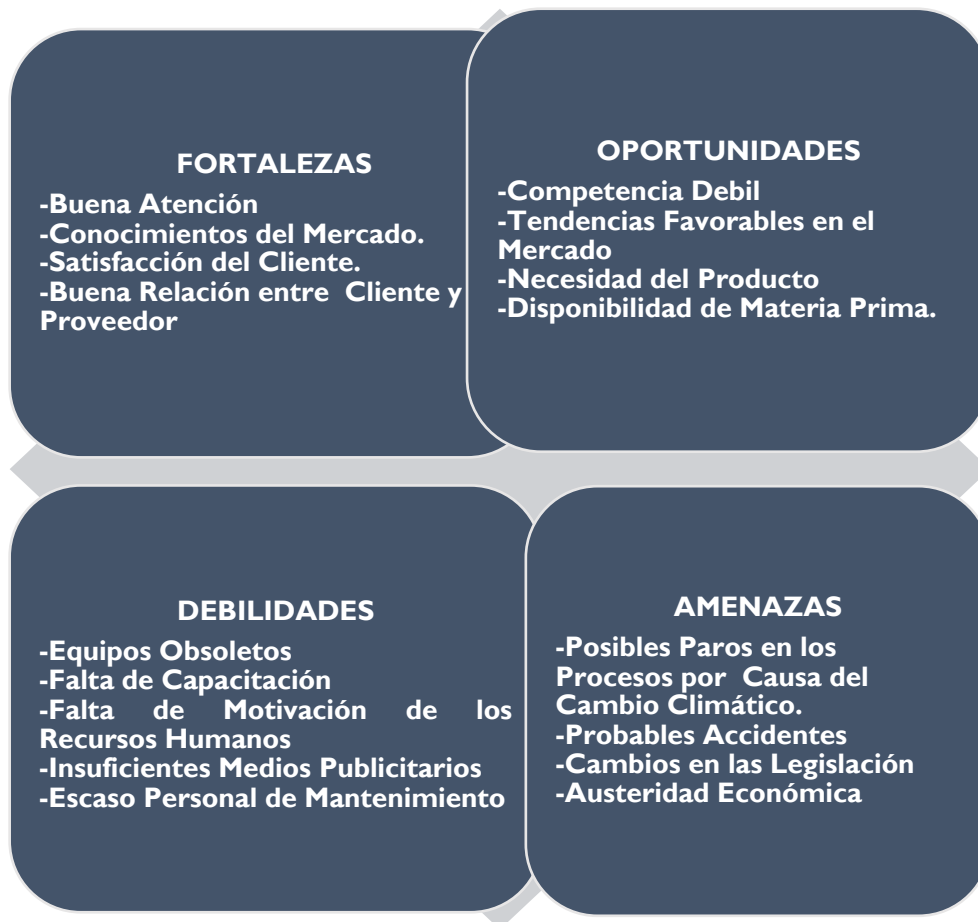 FORTALEZAS
-Buena Atención
-Conocimientos del Mercado.
-Satisfacción del Cliente.
-Buena Relación entre Cliente y
Proveedor
OPORTUNIDADES
-Competencia Debil
-Tendencias Favorables en el
Mercado
-Necesidad del Producto
-Disponibilidad de Materia Prima.
DEBILIDADES
-Equipos Obsoletos
-Falta de Capacitación
-Falta de Motivación de los
Recursos Humanos
-Insuficientes Medios Publicitarios
-Escaso Personal de Mantenimiento
AMENAZAS
-Posibles Paros en los
Procesos por Causa del
Cambio Climático.
-Probables Accidentes
-Cambios en las Legislación
-Austeridad Económica